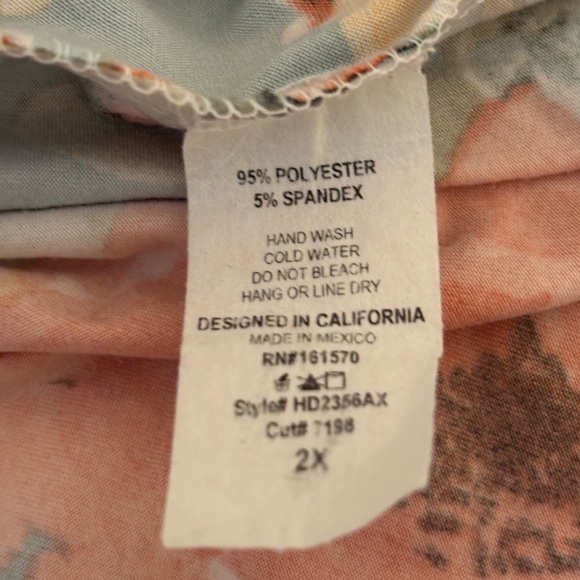 95% POLYESTER
5% SPANDEX
HAND WASH
COLD WATER
DO NOT BLEACH
HANG OR LINE DRY
DESIGNED IN CALIFORNIA
MADE IN MEXICO
RN#161570
Style# HD2356AX
Cut# 7198
2X